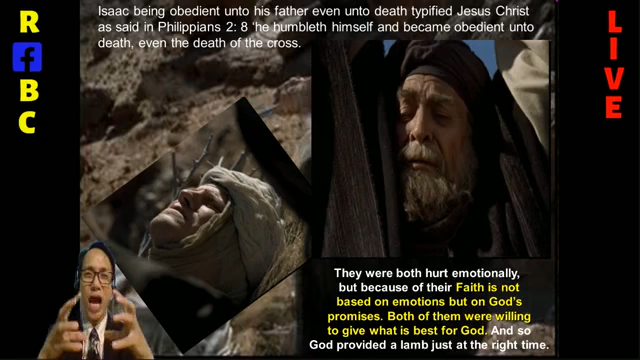 Isaac being obedient unto his father even unto death typified Jesus Christ
as said in Philippians 2: 8 ‘he humbleth himself and became obedient unto
death, even the death of the cross.
R
f
B
C
L
I
V
E
They were both hurt emotionally,
but because of their Faith is not
based on emotions but on God’s
promises. Both of them were willing
to give what is best for God. And so
God provided a lamb just at the right time.